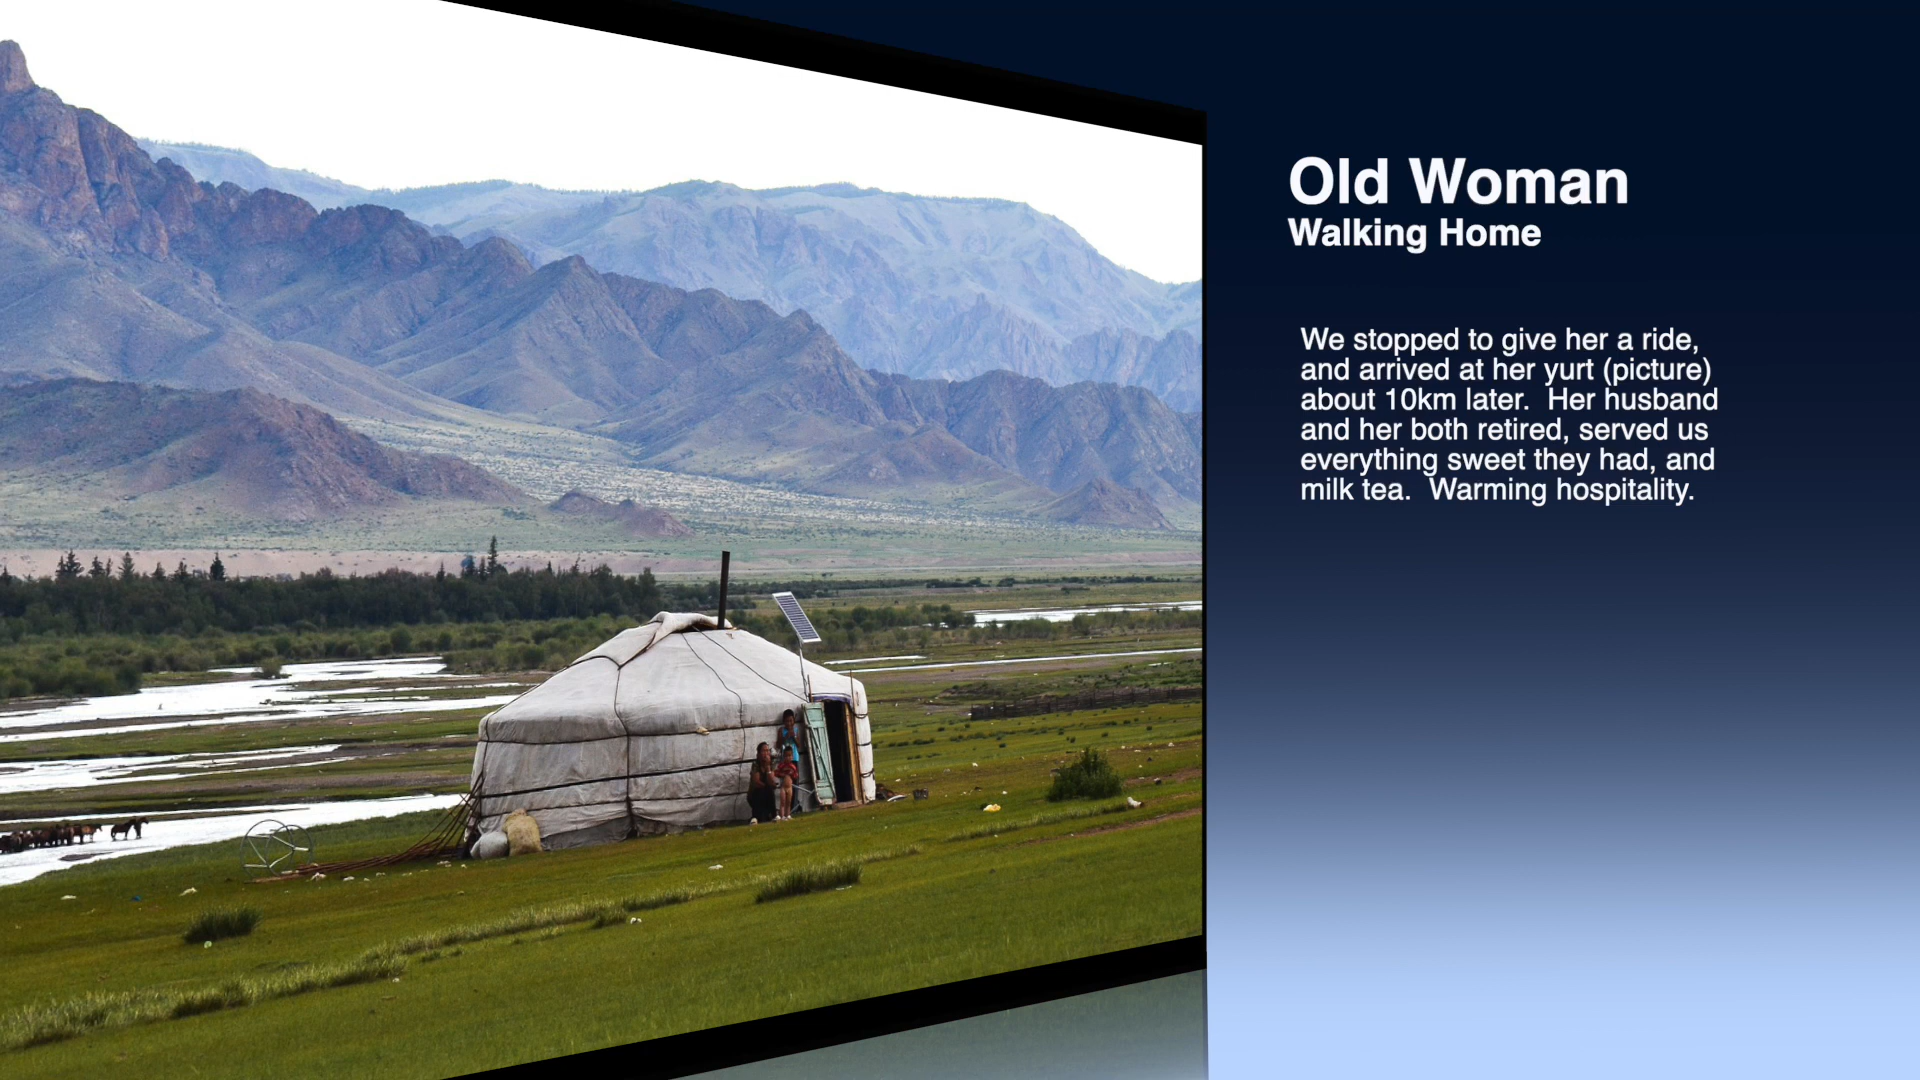 Old Woman
Walking Home
We stopped to give her a ride,
and arrived at her yurt (picture)
about 10km later.  Her husband
and her both retired, served us
everything sweet they had, and
milk tea.  Warming hospitality.